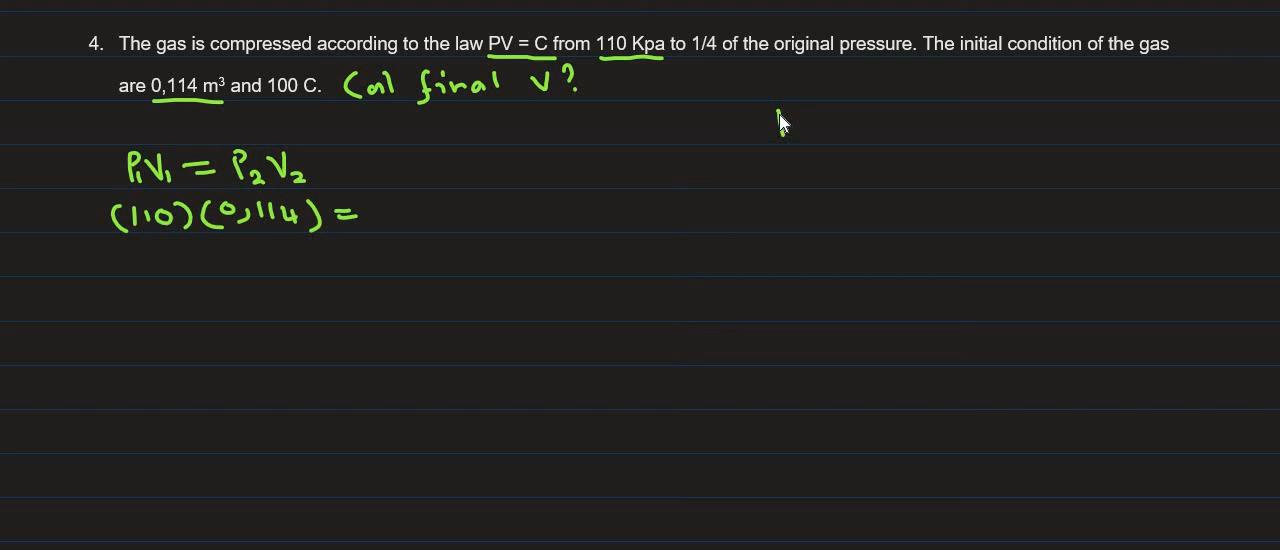 4. The gas is compressed according to the law PV = C from 110 Kpa to 1/4 of the original pressure. The initial condition of the gas
are 0,114 m³ and 100 C. Cal final V?
P₁V₁ = P₂V₂
(110)(0,114) =